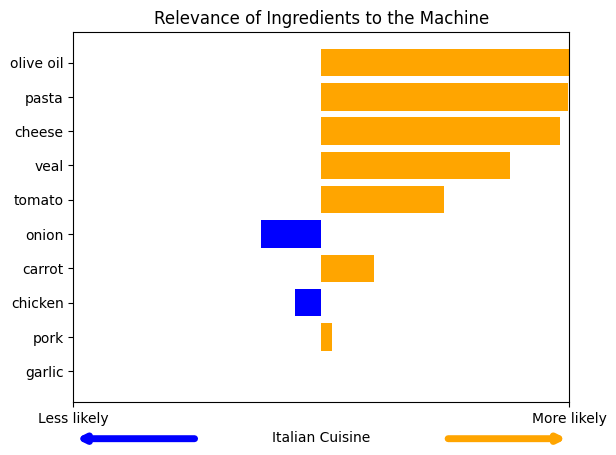 Relevance of Ingredients to the Machine
olive oil
pasta
cheese
veal
tomato
onion
carrot
chicken
pork
garlic
Less likely More likely
Italian Cuisine